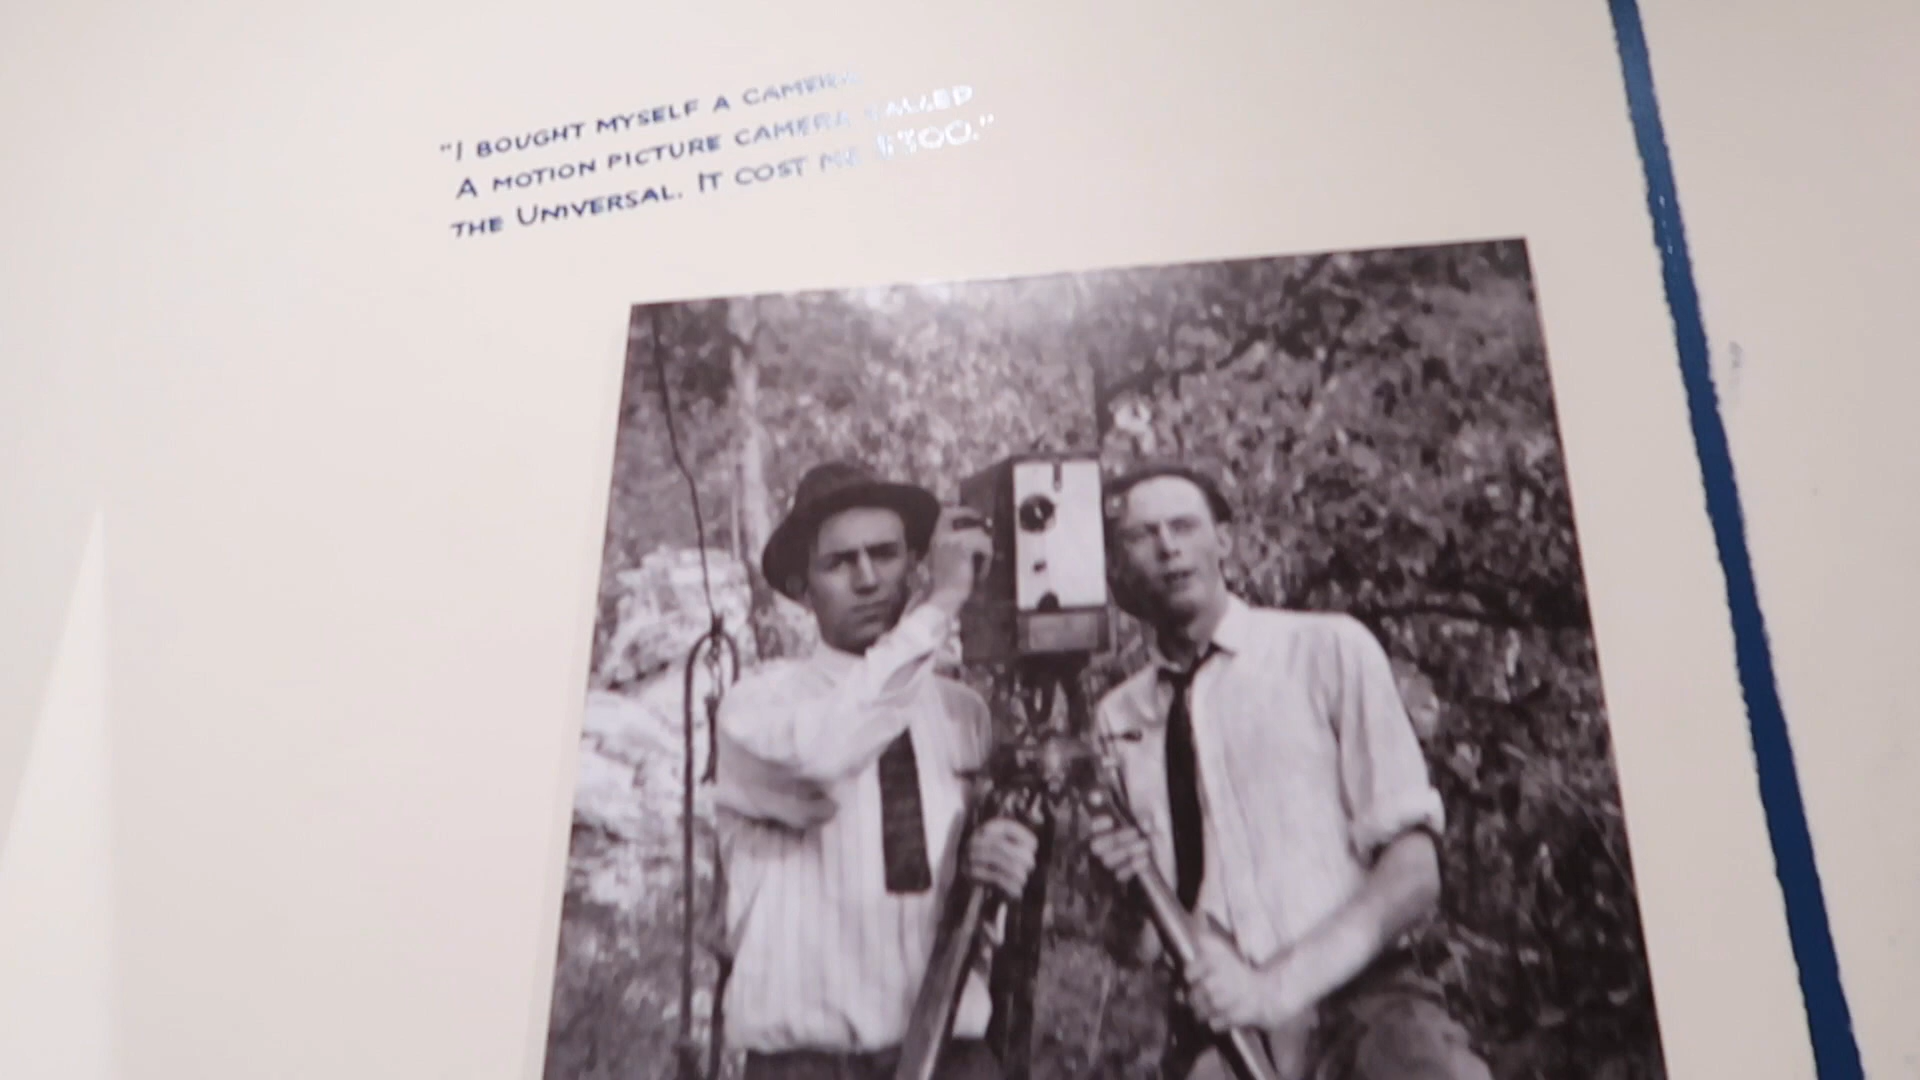 "I BOUGHT MYSELF A CAMERA.
A MOTION PICTURE CAMERA CALLED
THE UNIVERSAL. IT COST ME $300."